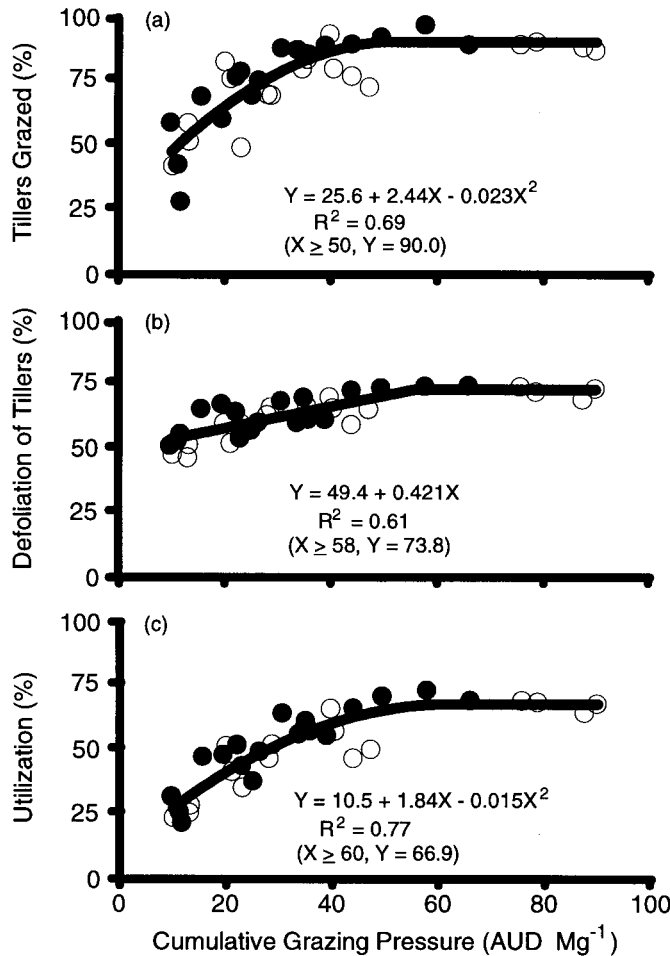 100
(a)
75
50
25
0
Tillers Grazed (%)
Y = 25.6 + 2.44X - 0.023X²
R² = 0.69
(X ≥ 50, Y = 90.0)
100
(b)
75
50
25
0
Defoliation of Tillers (%)
Y = 49.4 + 0.421X
R² = 0.61
(X ≥ 58, Y = 73.8)
100
(c)
75
50
25
0
Utilization (%)
Y = 10.5 + 1.84X - 0.015X²
R² = 0.77
(X ≥ 60, Y = 66.9)
0 20 40 60 80 100
Cumulative Grazing Pressure (AUD Mg⁻¹)